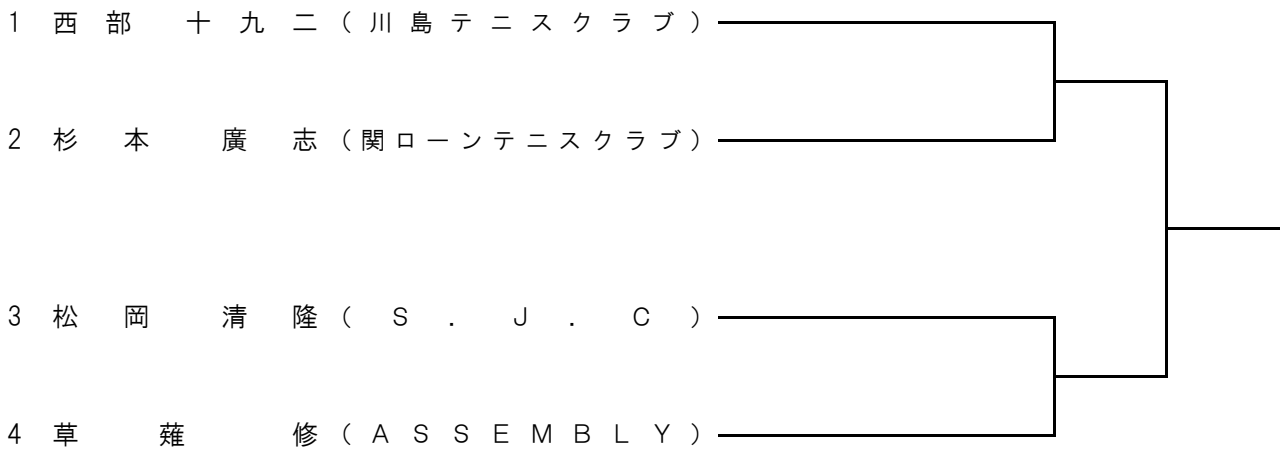 1 西部 十九二 （川島テニスクラブ）
2 杉本 廣志 （関ローンテニスクラブ）
3 松岡 清隆 （Ｓ．Ｊ．Ｃ）
4 草薙 修 （ＡＳＳＥＭＢＬＹ）